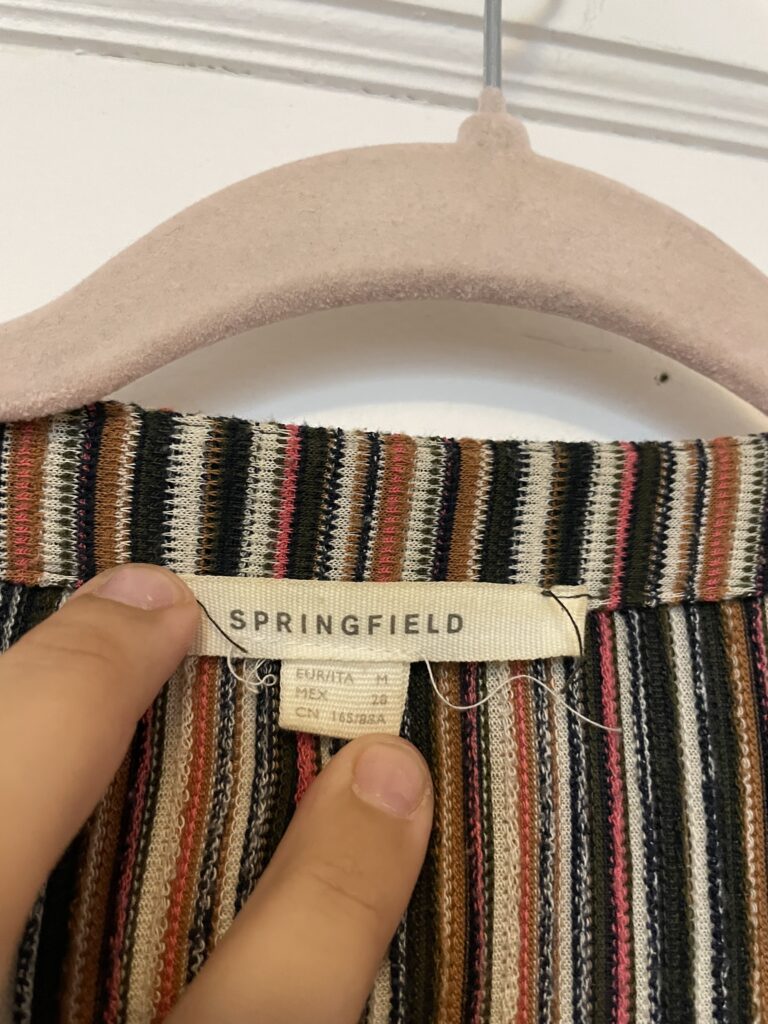 SPRINGFIELD
EUR/ITA M
MEX 28
CN 165/88A